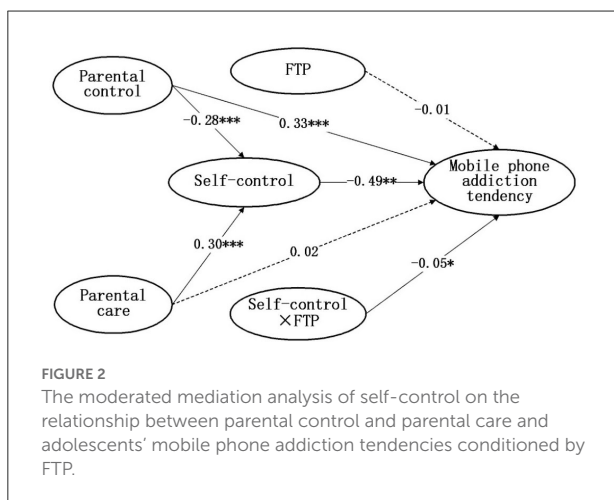 Parental
control
FTP
-0.01
-0.28***
0.33***
Self-control
-0.49**
Mobile phone
addiction
tendency
0.30***
0.02
-0.05*
Parental
care
Self-control
×FTP
FIGURE 2
The moderated mediation analysis of self-control on the
relationship between parental control and parental care and
adolescents' mobile phone addiction tendencies conditioned by
FTP.